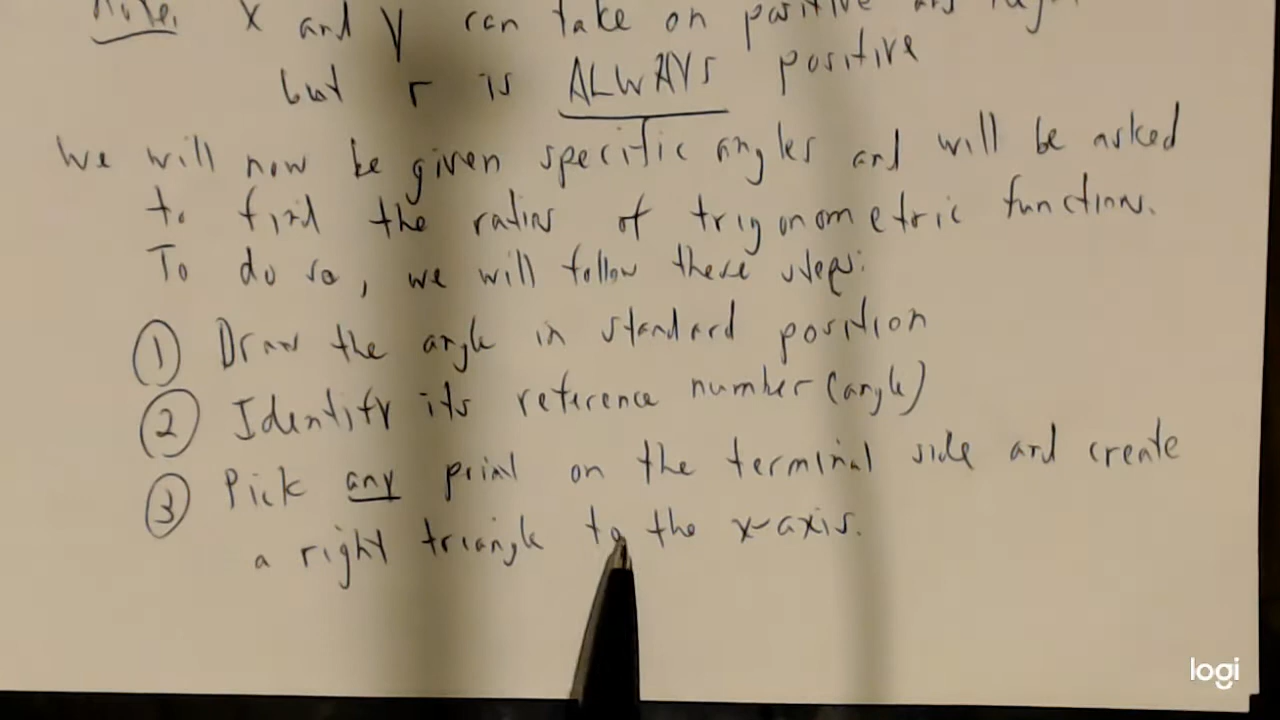 Note: X and Y can take on positive and
but r is ALWAYS positive
We will now be given specific angles and will be asked
to find the ratios of trigonometric functions.
To do so, we will follow these steps:
① Draw the angle in standard position
② Identify its reference number (angle)
③ Pick any point on the terminal side and create
a right triangle to the x-axis.
logi